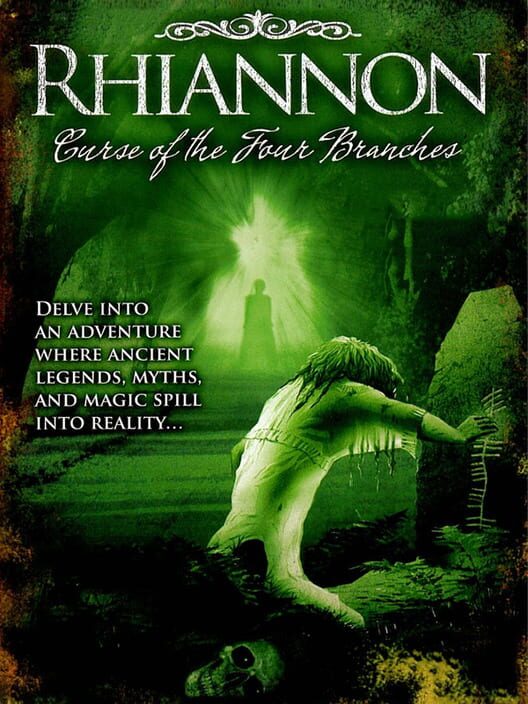 RHIANNON
Curse of the Four Branches
DELVE INTO
AN ADVENTURE
WHERE ANCIENT
LEGENDS, MYTHS,
AND MAGIC SPILL
INTO REALITY...